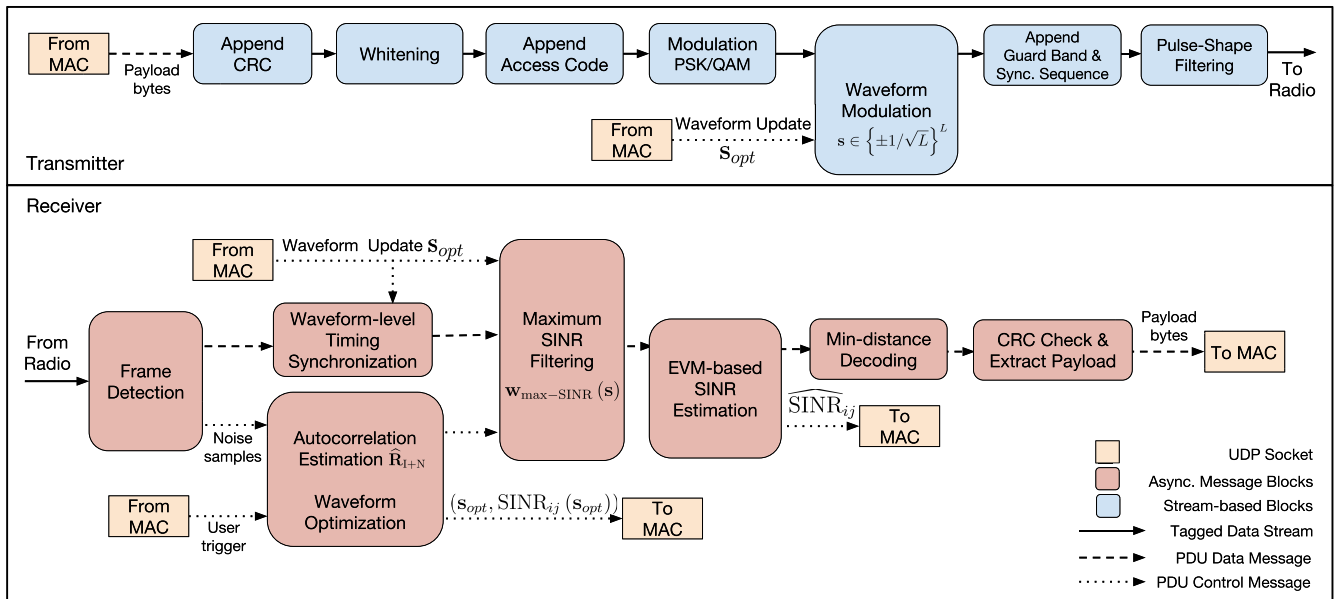 From
MAC
Payload
bytes
Append
CRC
Whitening
Append
Access Code
Modulation
PSK/QAM
Waveform
Modulation
s ∈ {±1/√L}^L
Append
Guard Band &
Sync. Sequence
Pulse-Shape
Filtering
To
Radio
From
MAC
Waveform Update
S_opt
Transmitter
Receiver
From
MAC
Waveform Update S_opt
From
Radio
Frame
Detection
Waveform-level
Timing
Synchronization
Maximum
SINR
Filtering
w_max−SINR (s)
EVM-based
SINR
Estimation
Min-distance
Decoding
CRC Check &
Extract Payload
Payload
bytes
To MAC
\widehat{SINR}_ij
To
MAC
Noise
samples
Autocorrelation
Estimation \widehat{R}_I+N
Waveform
Optimization
From
MAC
User
trigger
(s_opt, SINR_ij (s_opt))
To
MAC
UDP Socket
Async. Message Blocks
Stream-based Blocks
Tagged Data Stream
PDU Data Message
PDU Control Message